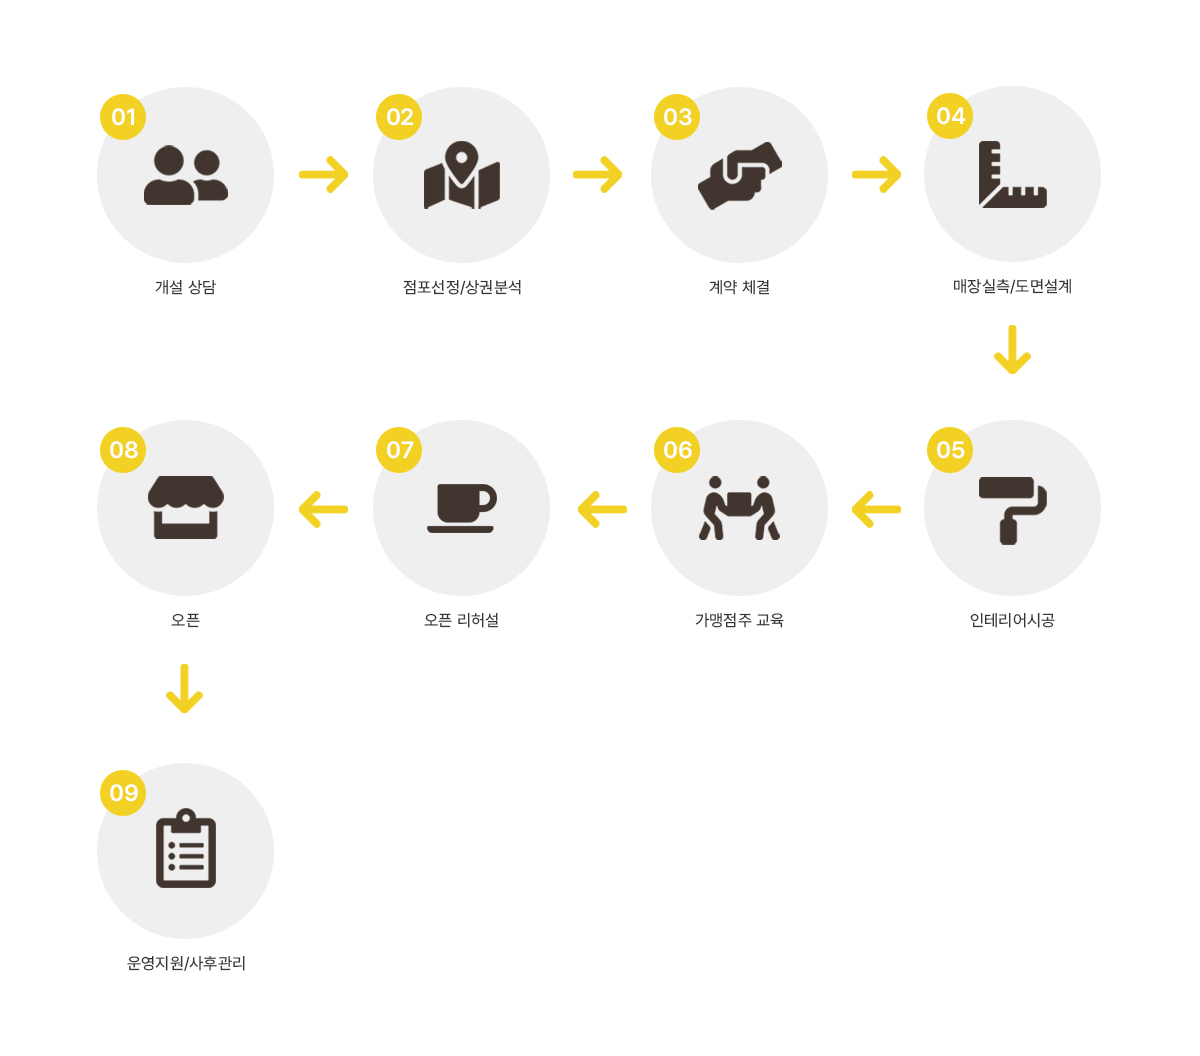 01
개설 상담
02
점포선정/상권분석
03
계약 체결
04
매장실측/도면설계
05
인테리어시공
06
가맹점주 교육
07
오픈 리허설
08
오픈
09
운영지원/사후관리